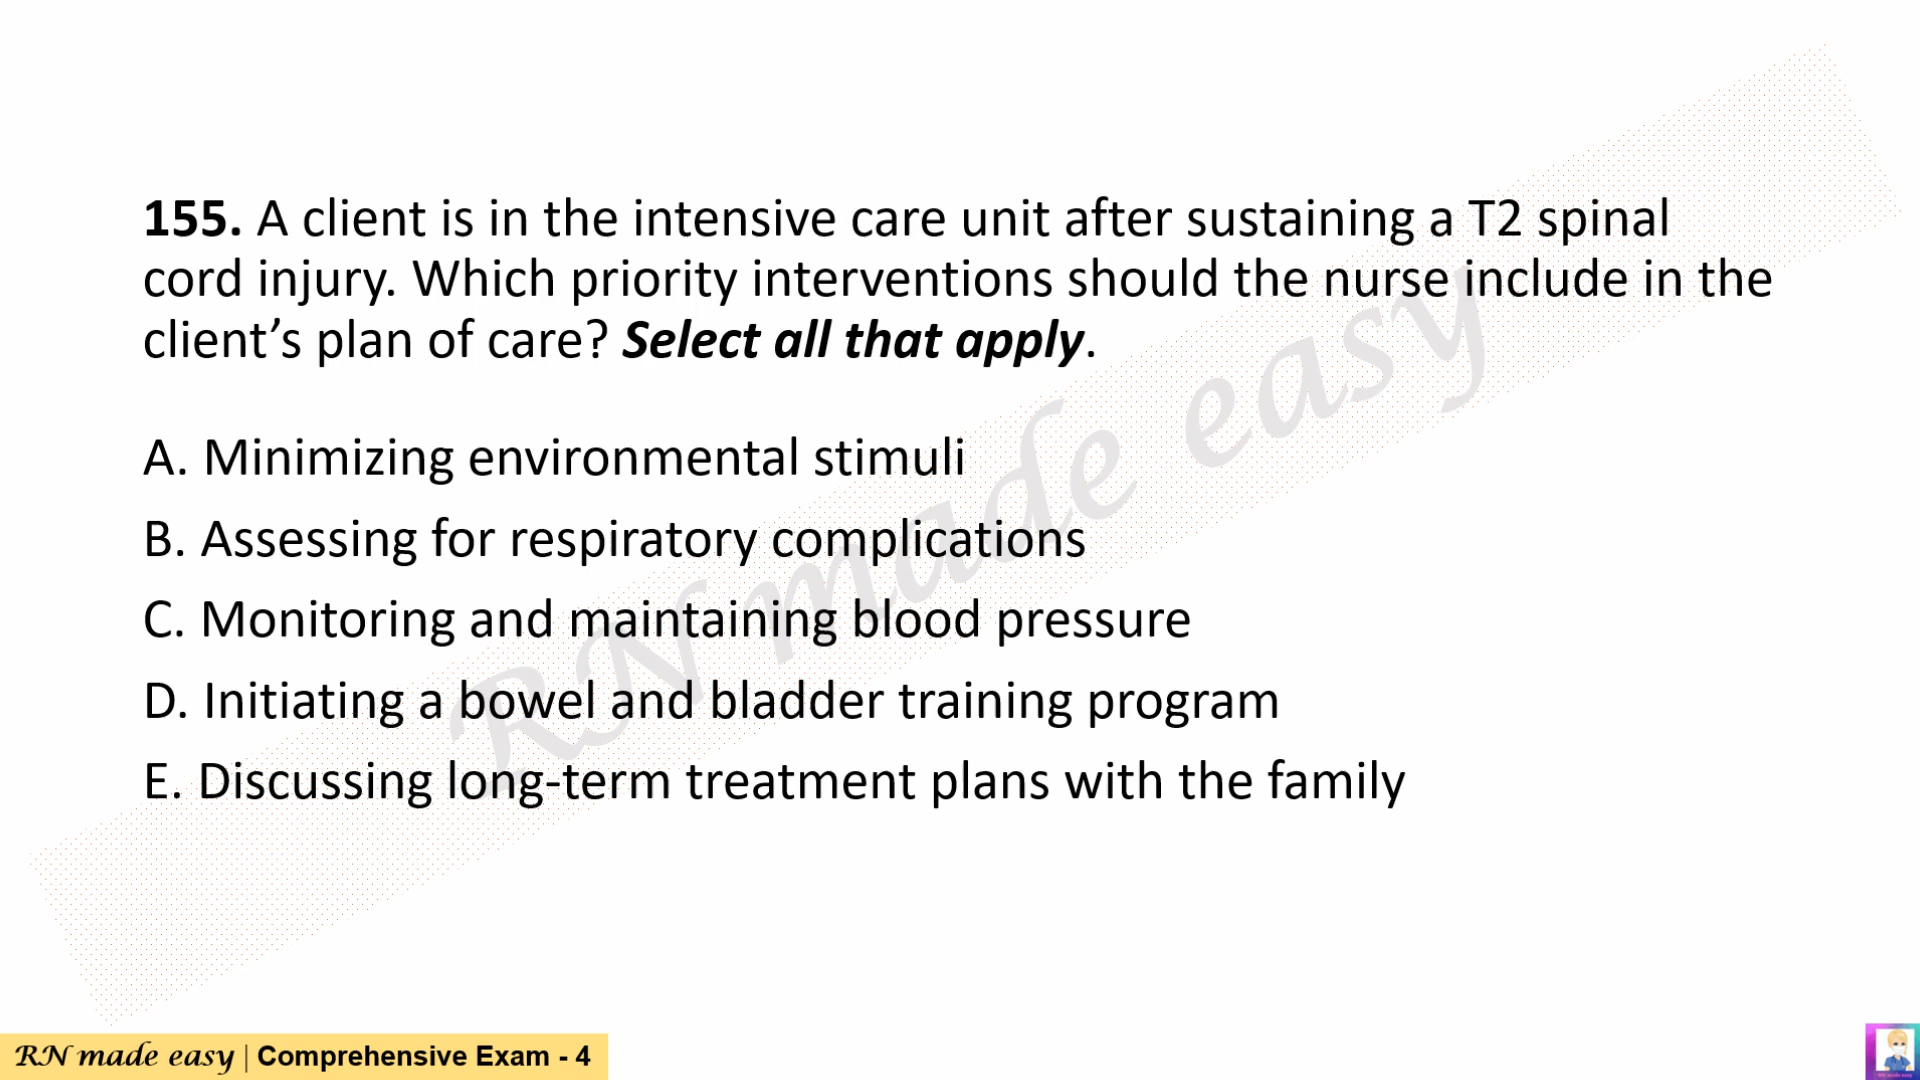 155. A client is in the intensive care unit after sustaining a T2 spinal
cord injury. Which priority interventions should the nurse include in the
client’s plan of care? Select all that apply.
A. Minimizing environmental stimuli
B. Assessing for respiratory complications
C. Monitoring and maintaining blood pressure
D. Initiating a bowel and bladder training program
E. Discussing long-term treatment plans with the family
RN made easy
RN made easy | Comprehensive Exam - 4
RN made easy